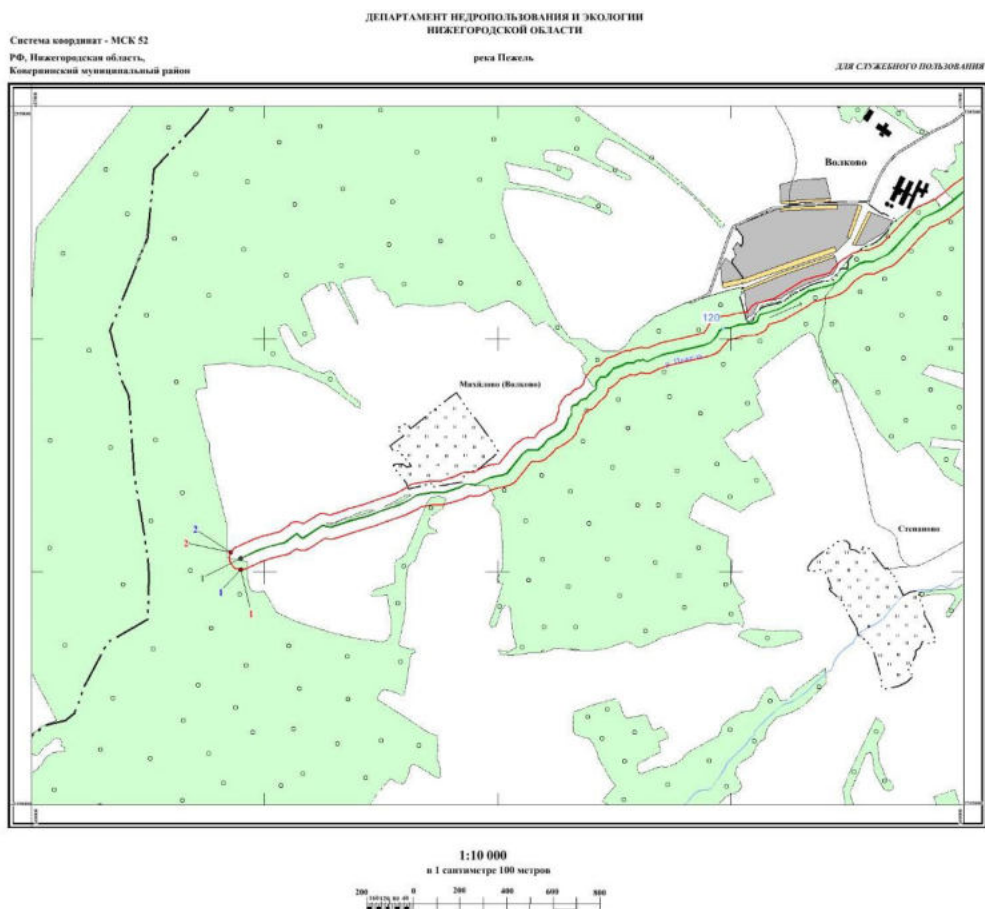 ДЕПАРТАМЕНТ НЕДРОПОЛЬЗОВАНИЯ И ЭКОЛОГИИ
НИЖЕГОРОДСКОЙ ОБЛАСТИ
Система координат - МСК 52
РФ, Нижегородская область,
Ковернинский муниципальный район
река Пежель
ДЛЯ СЛУЖЕБНОГО ПОЛЬЗОВАНИЯ
Волково
120
Михайлово (Волково)
Степаново
2
2
1
1
1
1:10 000
в 1 сантиметре 100 метров
200 0 200 400 600 800